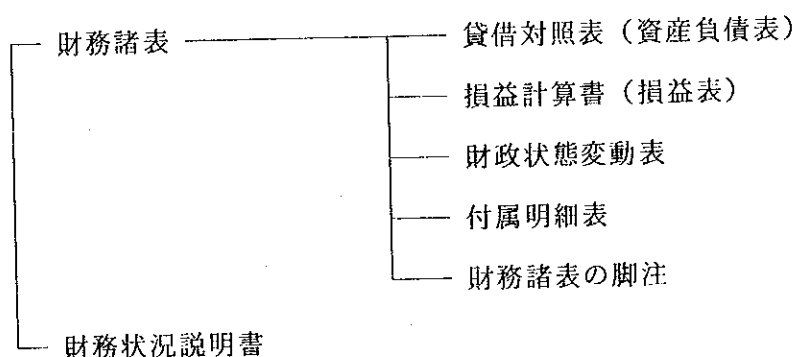 財務諸表
貸借対照表（資産負債表）
損益計算書（損益表）
財政状態変動表
付属明細表
財務諸表の脚注
財務状況説明書